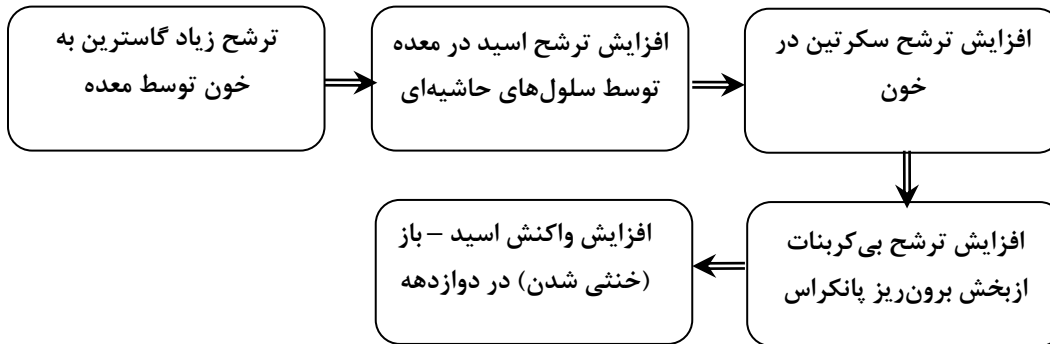 ترشح زیاد گاسترین به
خون توسط معده
افزایش ترشح اسید در معده
توسط سلول‌های حاشیه‌ای
افزایش ترشح سکرتین در
خون
افزایش ترشح بی‌کربنات
ازبخش برون‌ریز پانکراس
افزایش واکنش اسید – باز
(خنثی شدن) در دوازدهه